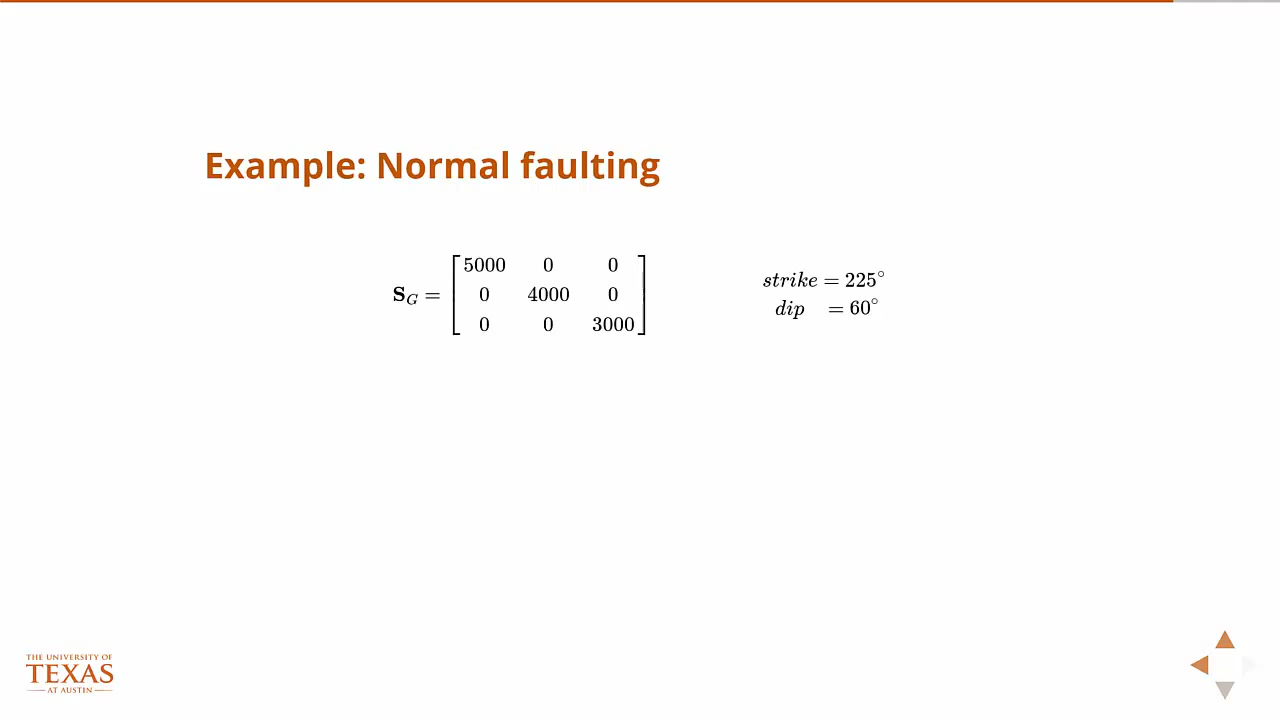 Example: Normal faulting
S_G = [5000 0 0
0 4000 0
0 0 3000]
strike = 225°
dip = 60°
THE UNIVERSITY OF
TEXAS
AT AUSTIN